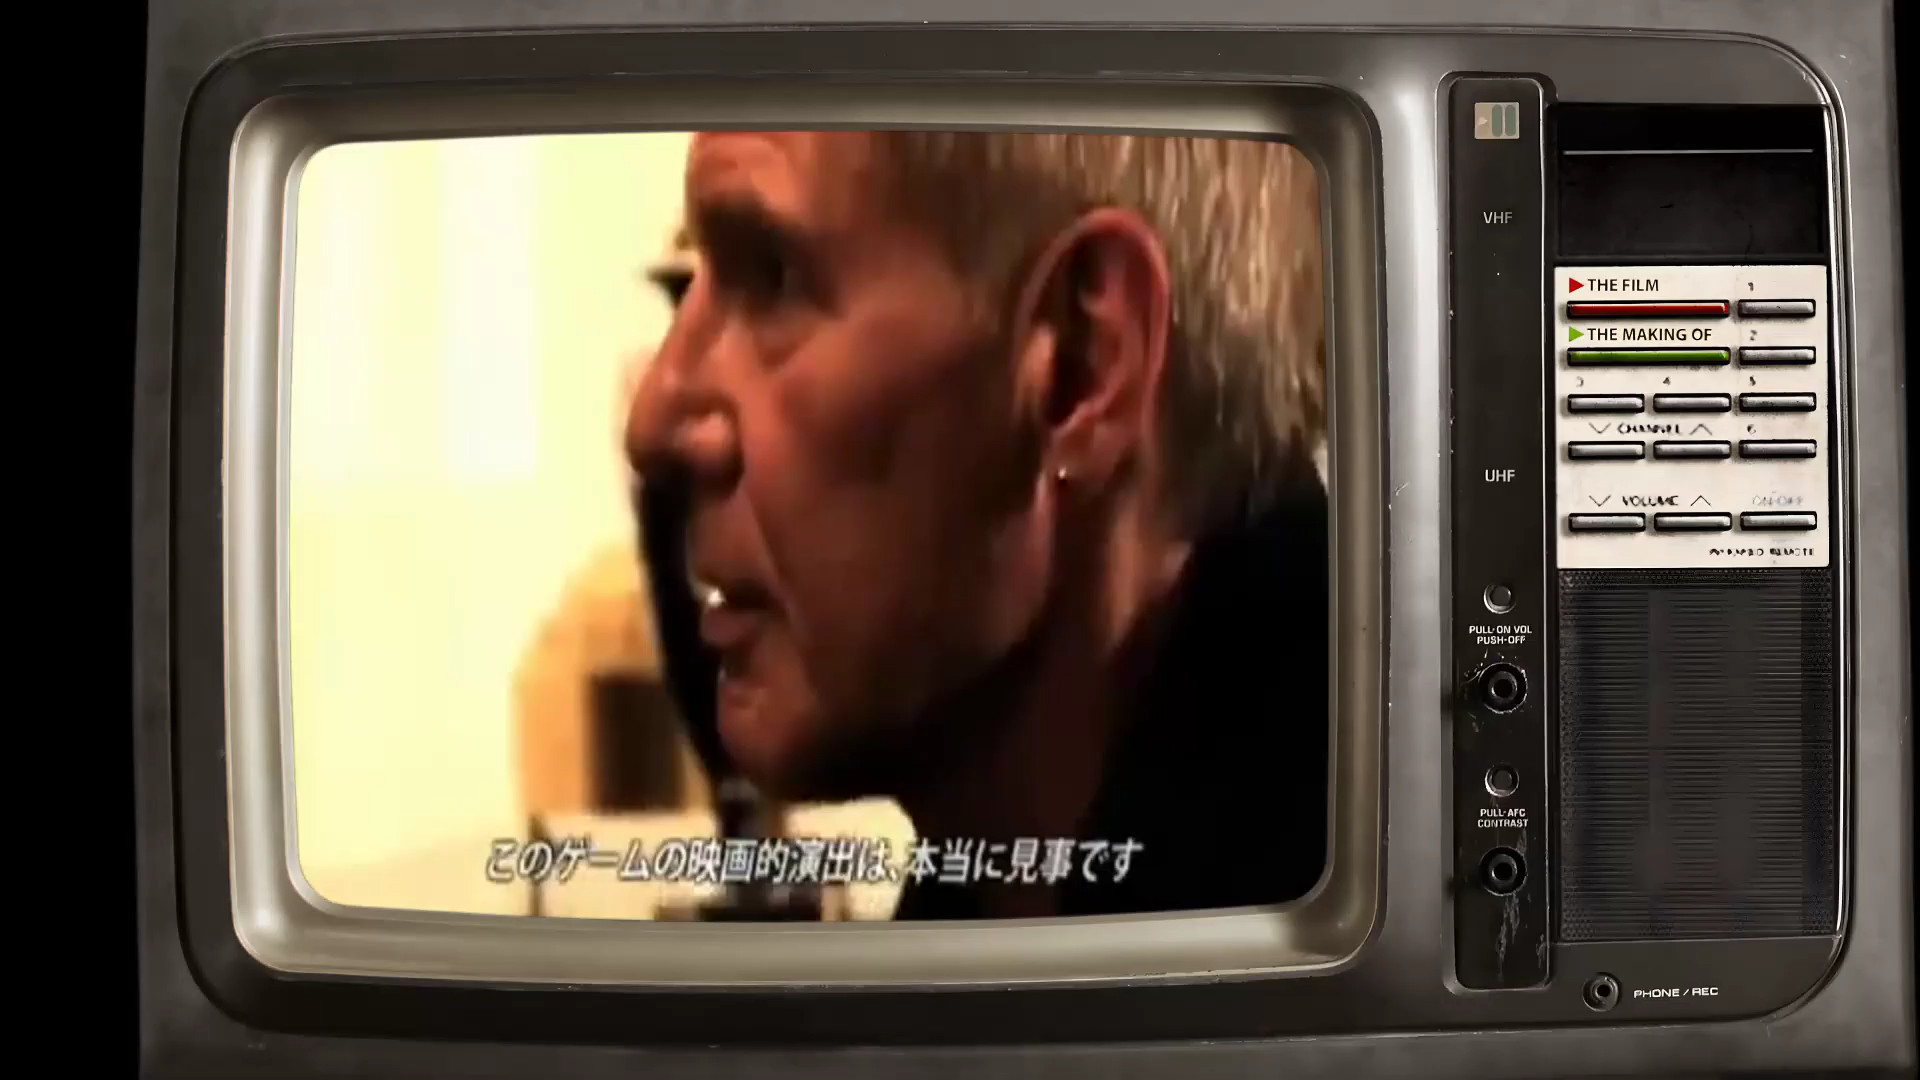 このゲームの映画的演出は、本当に見事です
VHF
UHF
PULL-ON VOL
PUSH-OFF
PULL-AFC
CONTRAST
THE FILM
1
THE MAKING OF
2
3 4 5
CHANNEL 6
VOLUME ON/OFF
PHONE / REC